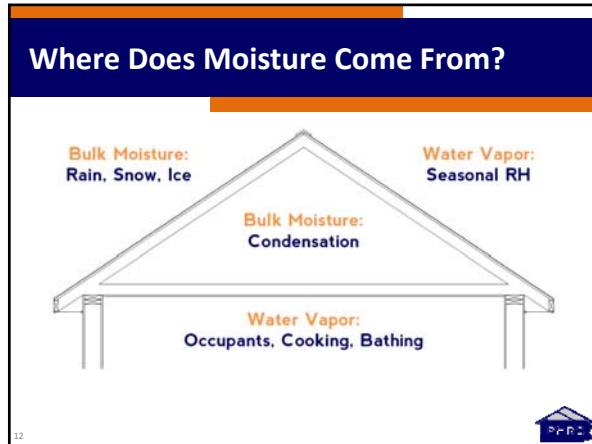 Where Does Moisture Come From?
Bulk Moisture:
Rain, Snow, Ice
Water Vapor:
Seasonal RH
Bulk Moisture:
Condensation
Water Vapor:
Occupants, Cooking, Bathing
12
PHRC